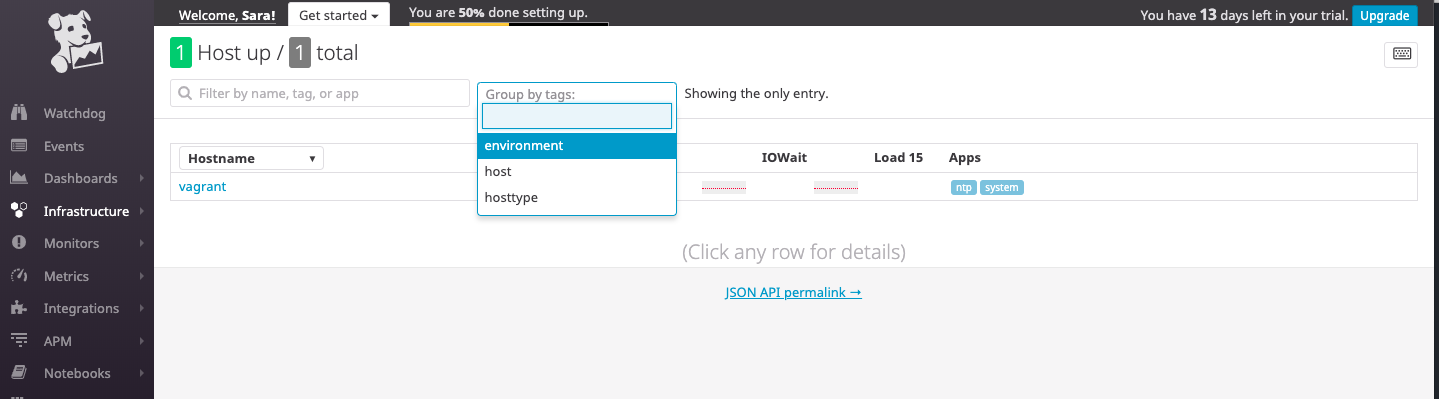 Welcome, Sara! Get started You are 50% done setting up. You have 13 days left in your trial. Upgrade
1 Host up / 1 total
Filter by name, tag, or app Group by tags: Showing the only entry.
Watchdog
Events
Dashboards
Infrastructure
Monitors
Metrics
Integrations
APM
Notebooks
environment
host
hosttype
Hostname IOWait Load 15 Apps
vagrant ntp system
(Click any row for details)
JSON API permalink →